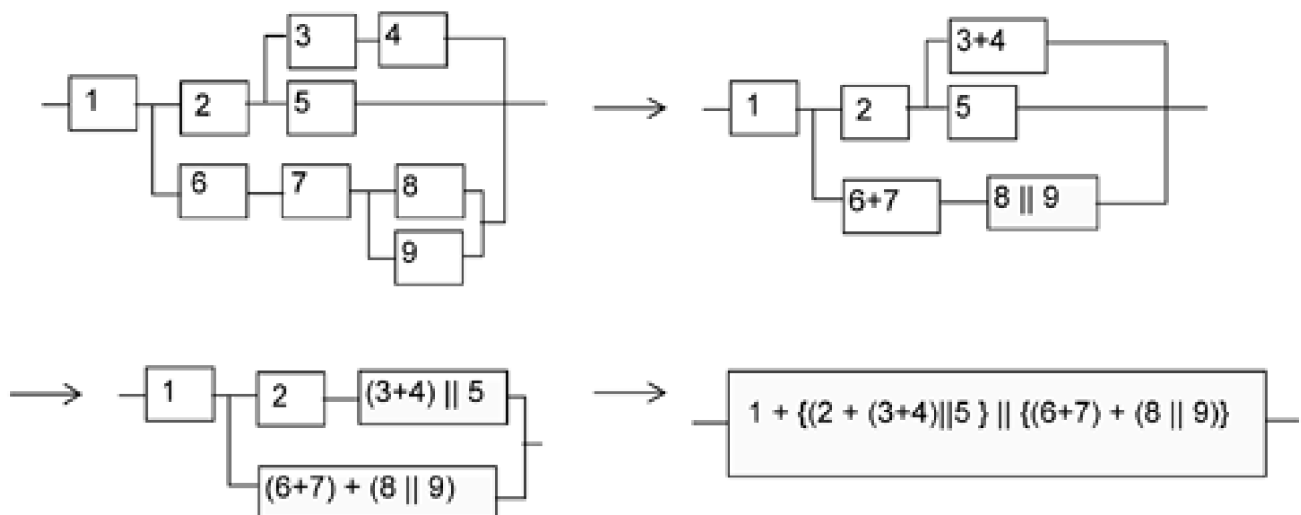 3 4
1 2 5
6 7 8
9
3+4
1 2 5
6+7 8 || 9
1 2 (3+4) || 5
(6+7) + (8 || 9)
1 + {(2 + (3+4)||5 } || {(6+7) + (8 || 9)}